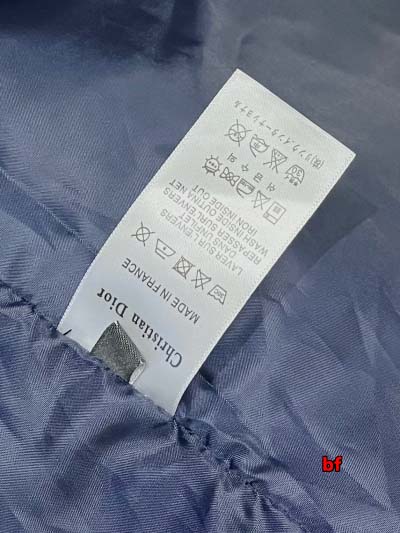 Christian Dior
MADE IN FRANCE
LAVER SUR L'ENVERS
DANS UN FILET
REPASSER SUR L'ENVERS
WASH INSIDE OUT IN A NET
IRON INSIDE OUT
30
bf